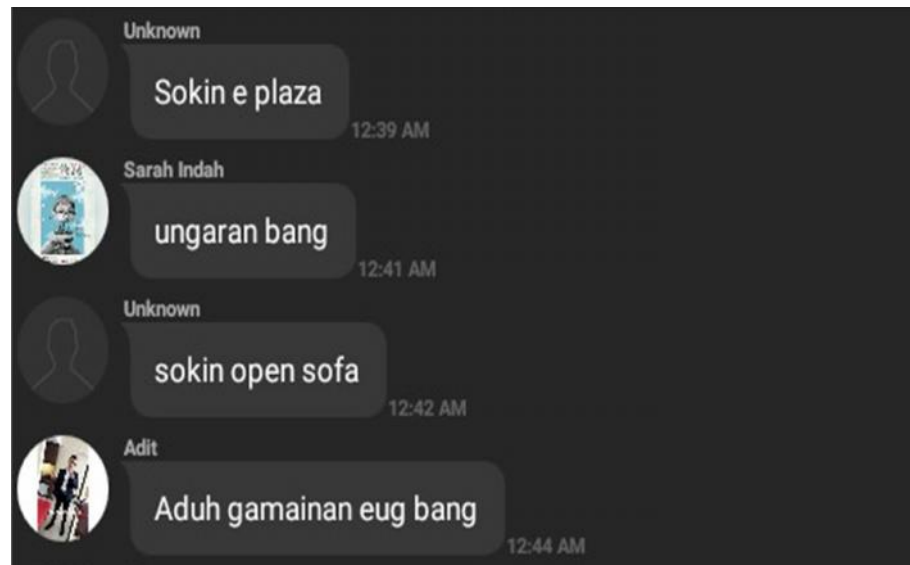 Unknown
Sokin e plaza
12:39 AM
Sarah Indah
ungaran bang
12:41 AM
Unknown
sokin open sofa
12:42 AM
Adit
Aduh gamainan eug bang
12:44 AM